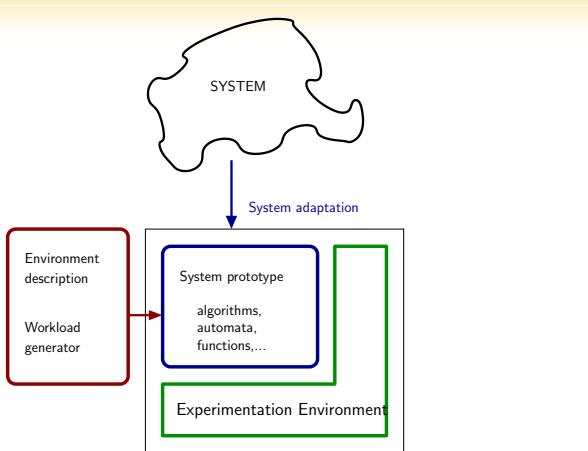 SYSTEM
System adaptation
Environment
description
Workload
generator
System prototype
algorithms,
automata,
functions,...
Experimentation Environment